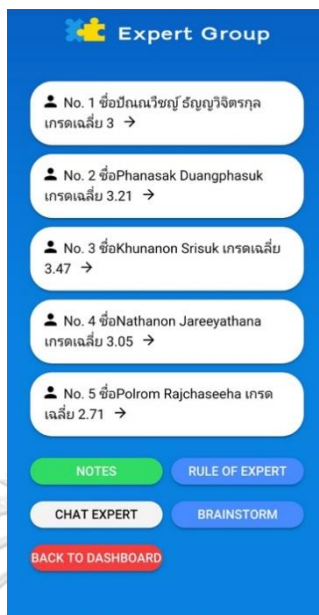 Expert Group
No. 1 ชื่อปัณณวิชญ์ ธัญญวิจิตรกุล
เกรดเฉลี่ย 3 →
No. 2 ชื่อPhanasak Duangphasuk
เกรดเฉลี่ย 3.21 →
No. 3 ชื่อKhunanon Srisuk เกรดเฉลี่ย
3.47 →
No. 4 ชื่อNathanon Jareeyathana
เกรดเฉลี่ย 3.05 →
No. 5 ชื่อPolrom Rajchaseeha เกรด
เฉลี่ย 2.71 →
NOTES
RULE OF EXPERT
CHAT EXPERT
BRAINSTORM
BACK TO DASHBOARD